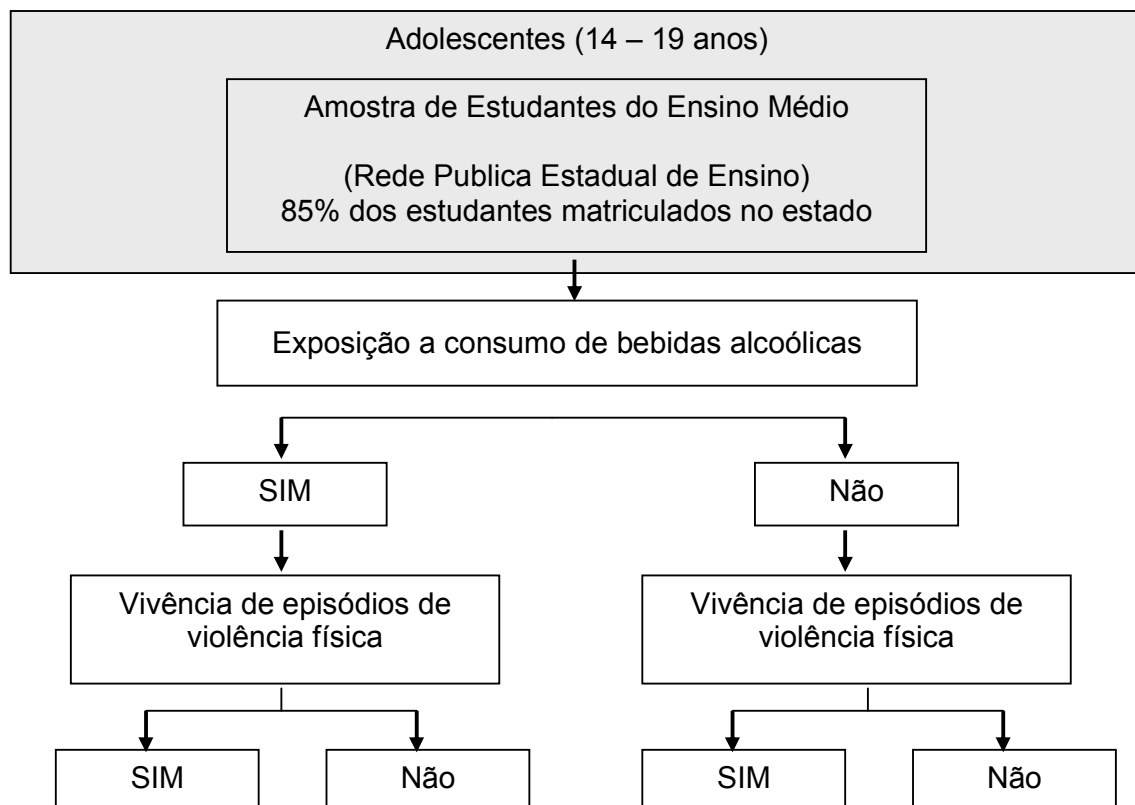 Adolescentes (14 – 19 anos)
Amostra de Estudantes do Ensino Médio
(Rede Publica Estadual de Ensino)
85% dos estudantes matriculados no estado
Exposição a consumo de bebidas alcoólicas
SIM
Não
Vivência de episódios de
violência física
Vivência de episódios de
violência física
SIM
Não
SIM
Não